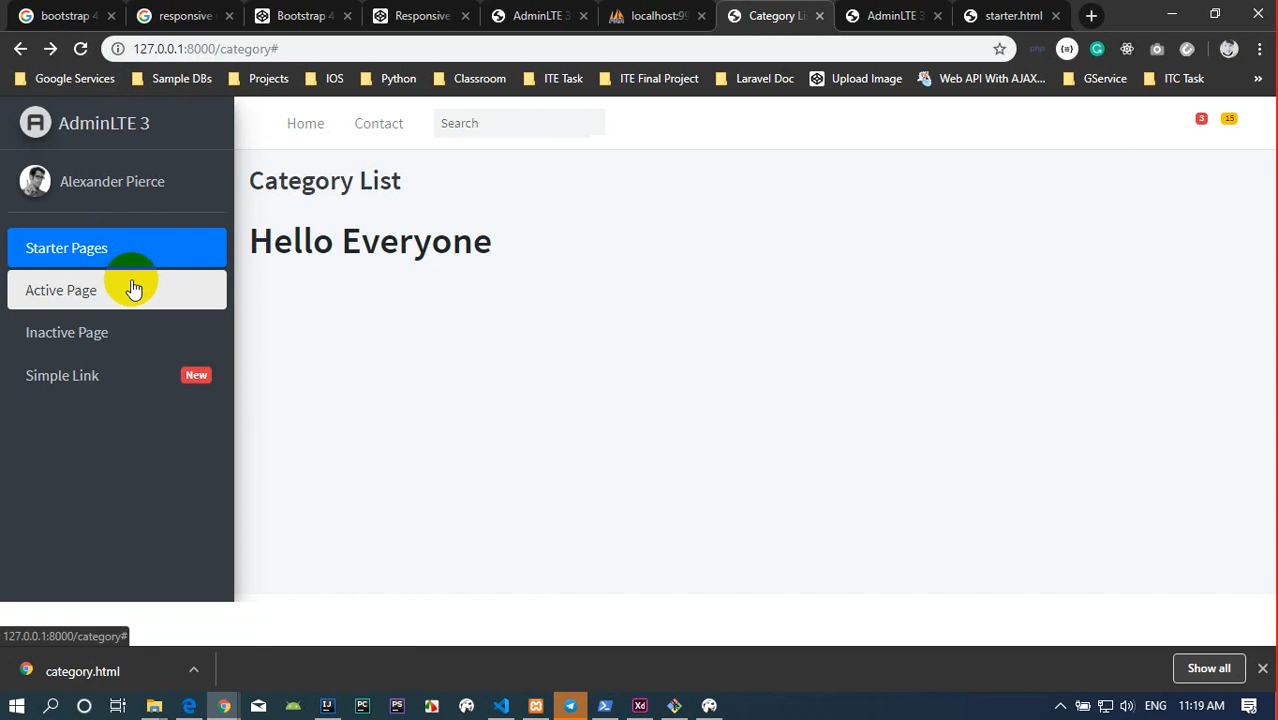 bootstrap 4
responsive
Bootstrap 4
Responsive
AdminLTE 3
localhost:99
Category Li
AdminLTE 3
starter.html
127.0.0.1:8000/category#
Google Services
Sample DBs
Projects
IOS
Python
Classroom
ITE Task
ITE Final Project
Laravel Doc
Upload Image
Web API With AJAX...
GService
ITC Task
»
AdminLTE 3
Home
Contact
Search
3
15
Alexander Pierce
Category List
Hello Everyone
Starter Pages
Active Page
Inactive Page
Simple Link
New
127.0.0.1:8000/category#
category.html
Show all
ENG
11:19 AM